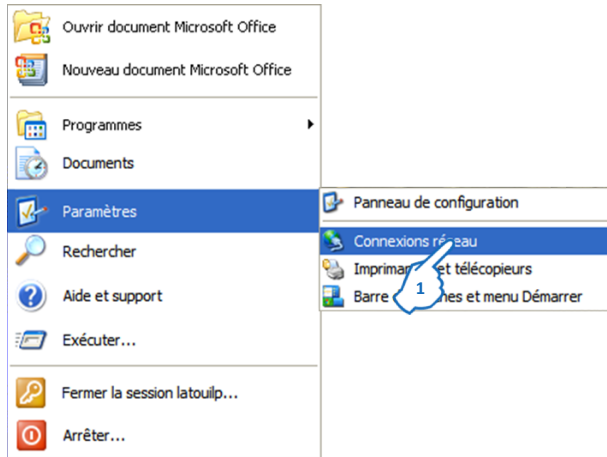 Ouvrir document Microsoft Office
Nouveau document Microsoft Office
Programmes
Documents
Paramètres
Panneau de configuration
Connexions réseau
Rechercher
Imprimantes et télécopieurs
1
Aide et support
Barre des tâches et menu Démarrer
Exécuter...
Fermer la session latouilp...
Arrêter...